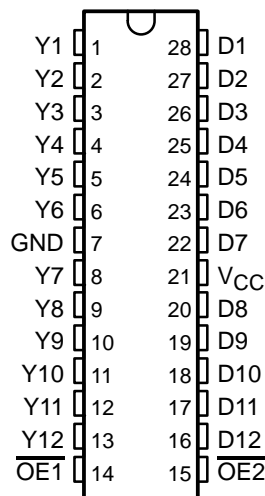 Y1 1 28 D1
Y2 2 27 D2
Y3 3 26 D3
Y4 4 25 D4
Y5 5 24 D5
Y6 6 23 D6
GND 7 22 D7
Y7 8 21 VCC
Y8 9 20 D8
Y9 10 19 D9
Y10 11 18 D10
Y11 12 17 D11
Y12 13 16 D12
O̅E̅1̅ 14 15 O̅E̅2̅